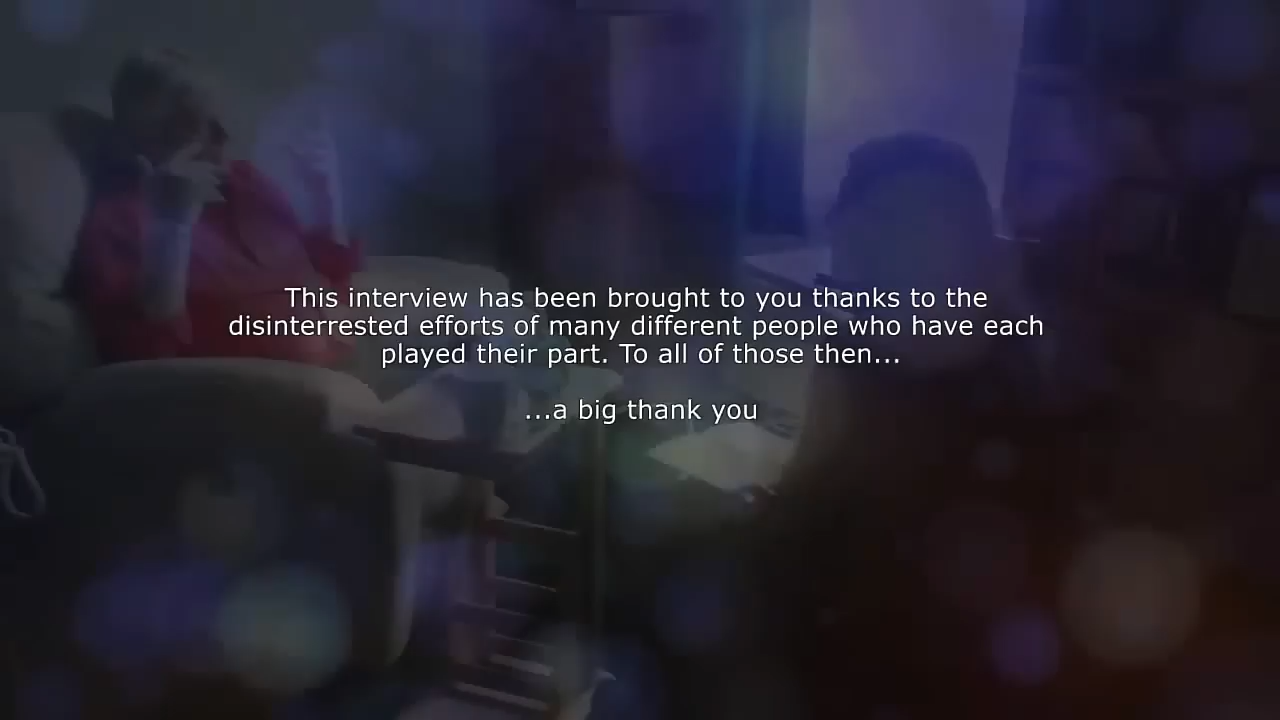 This interview has been brought to you thanks to the
disinterrested efforts of many different people who have each
played their part. To all of those then...
...a big thank you